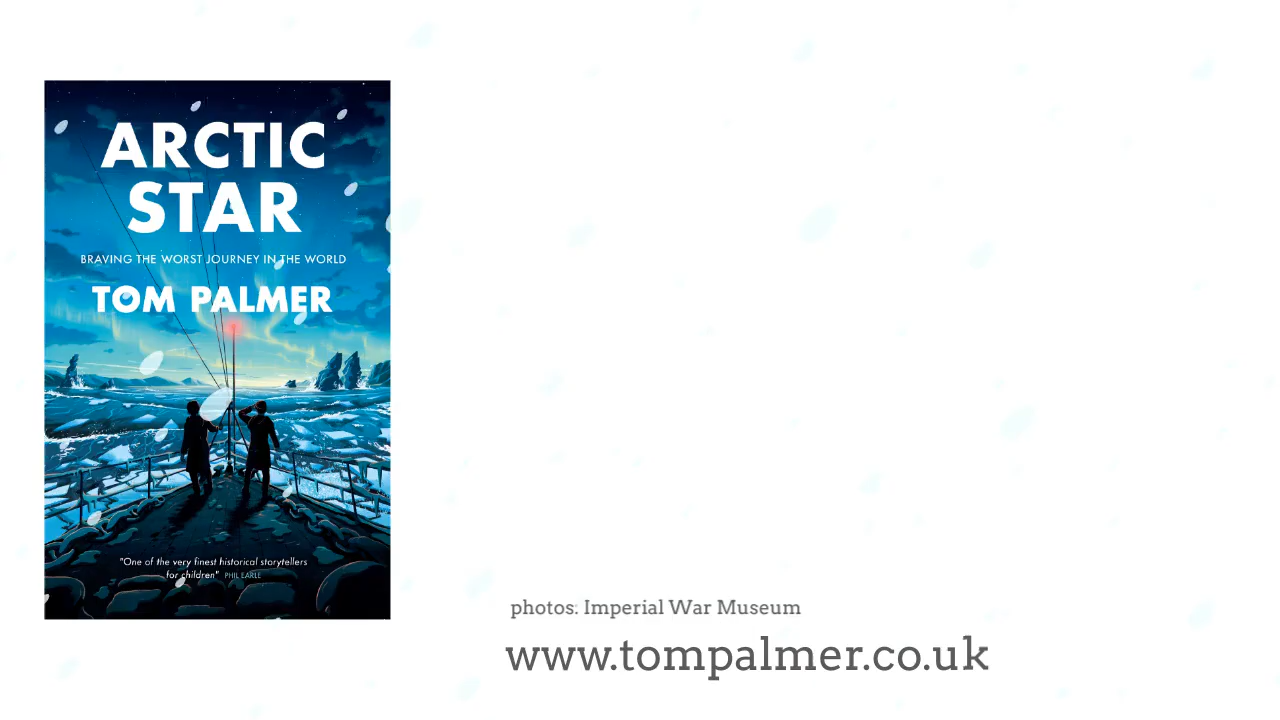 ARCTIC
STAR
BRAVING THE WORST JOURNEY IN THE WORLD
TOM PALMER
"One of the very finest historical storytellers
for children" PHIL EARLE
photos: Imperial War Museum
www.tompalmer.co.uk